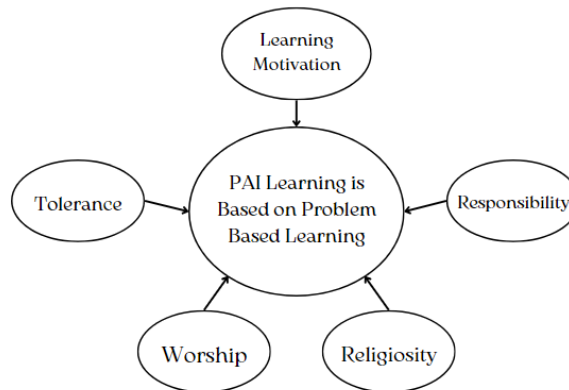 Learning
Motivation
Tolerance
PAI Learning is
Based on Problem
Based Learning
Responsibility
Worship
Religiosity